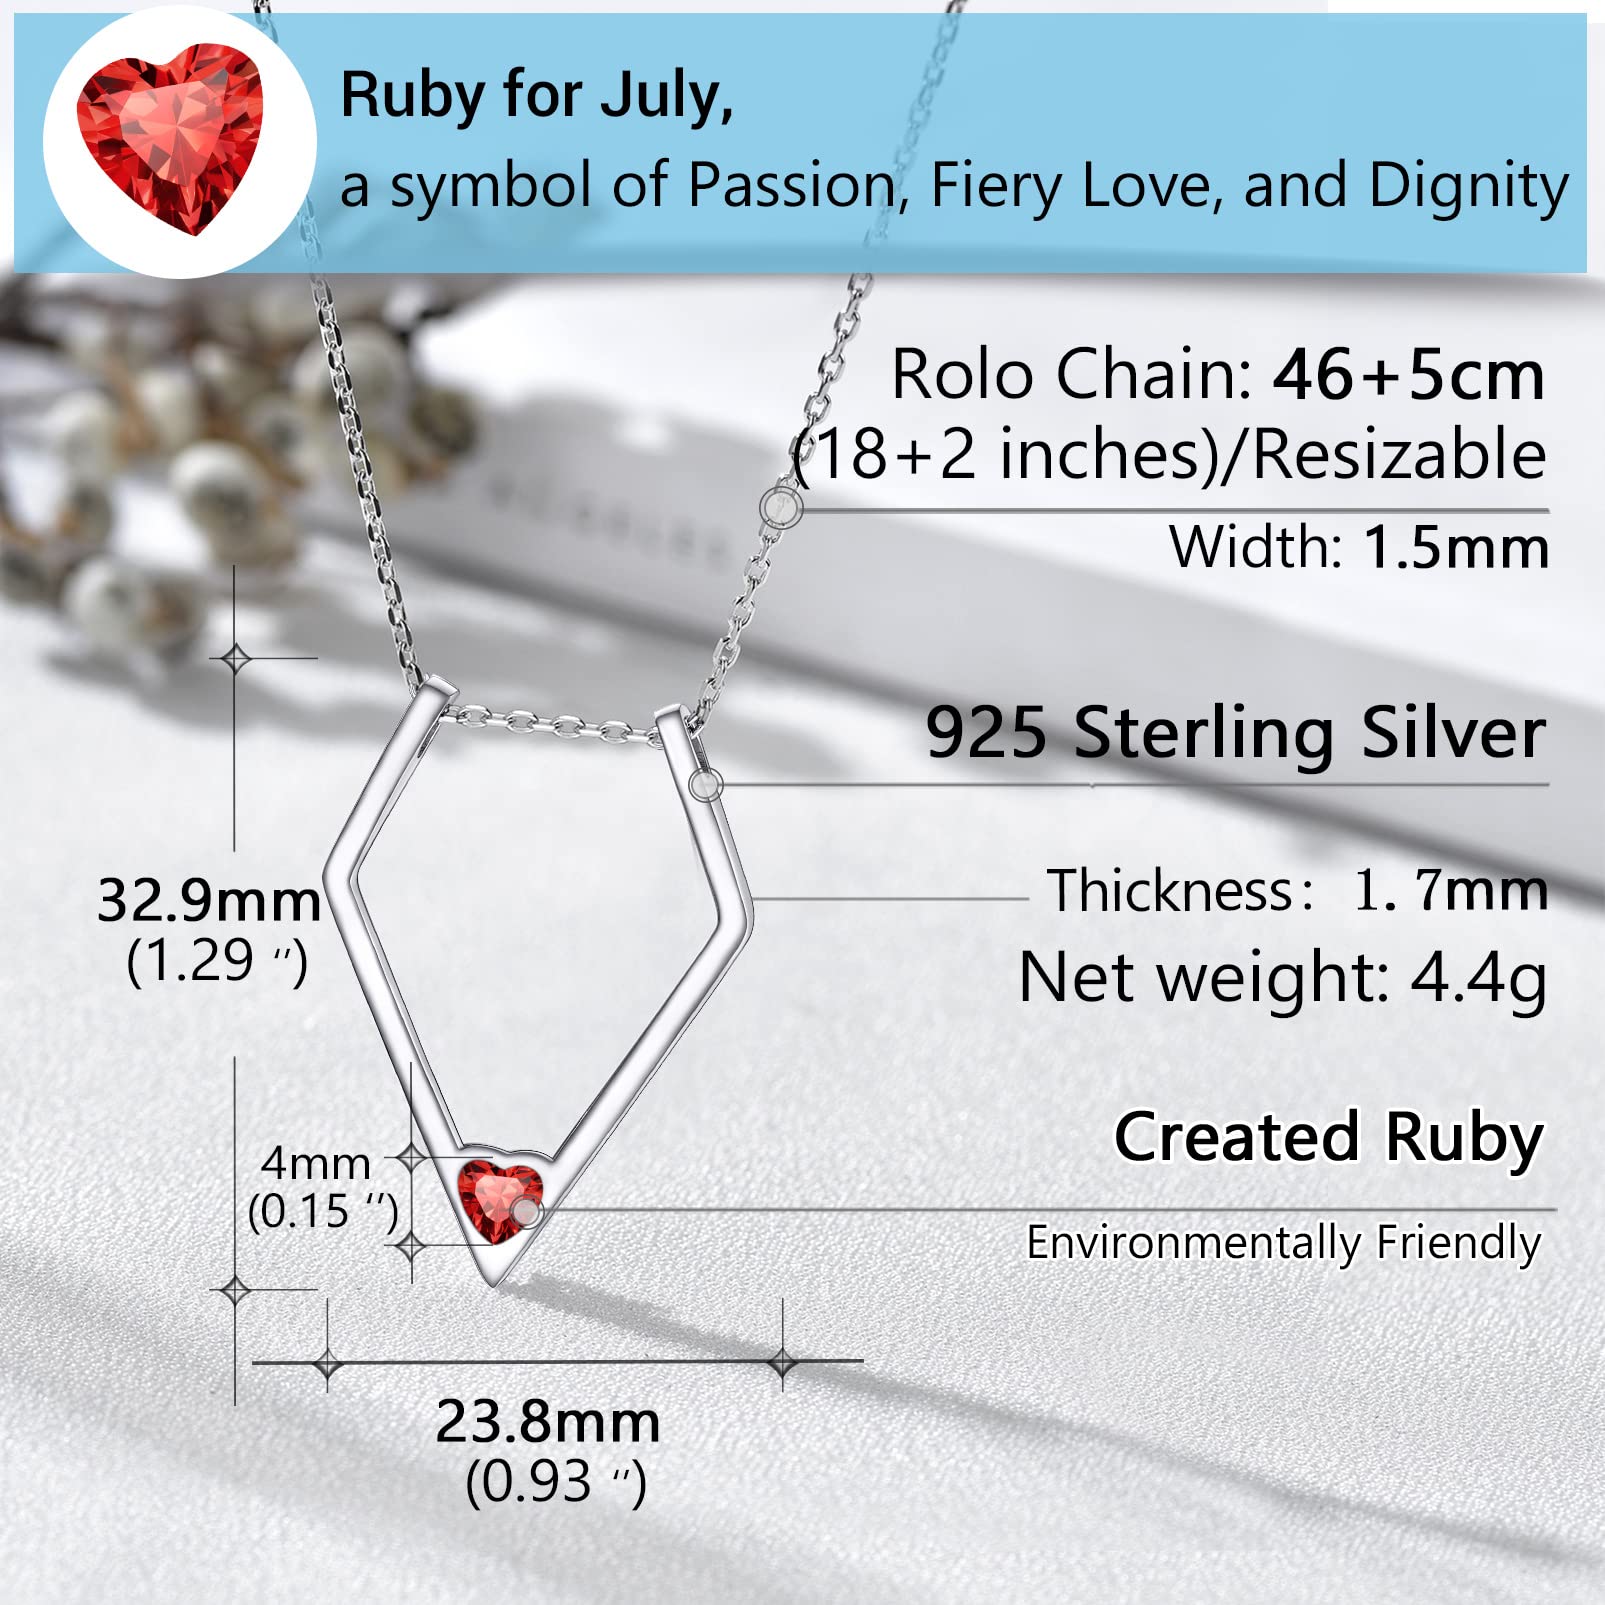 Ruby for July,
a symbol of Passion, Fiery Love, and Dignity
Rolo Chain: 46+5cm
(18+2 inches)/Resizable
Width: 1.5mm
925 Sterling Silver
32.9mm
(1.29 ″)
Thickness: 1.7mm
Net weight: 4.4g
4mm
(0.15 ″)
Created Ruby
Environmentally Friendly
23.8mm
(0.93 ″)